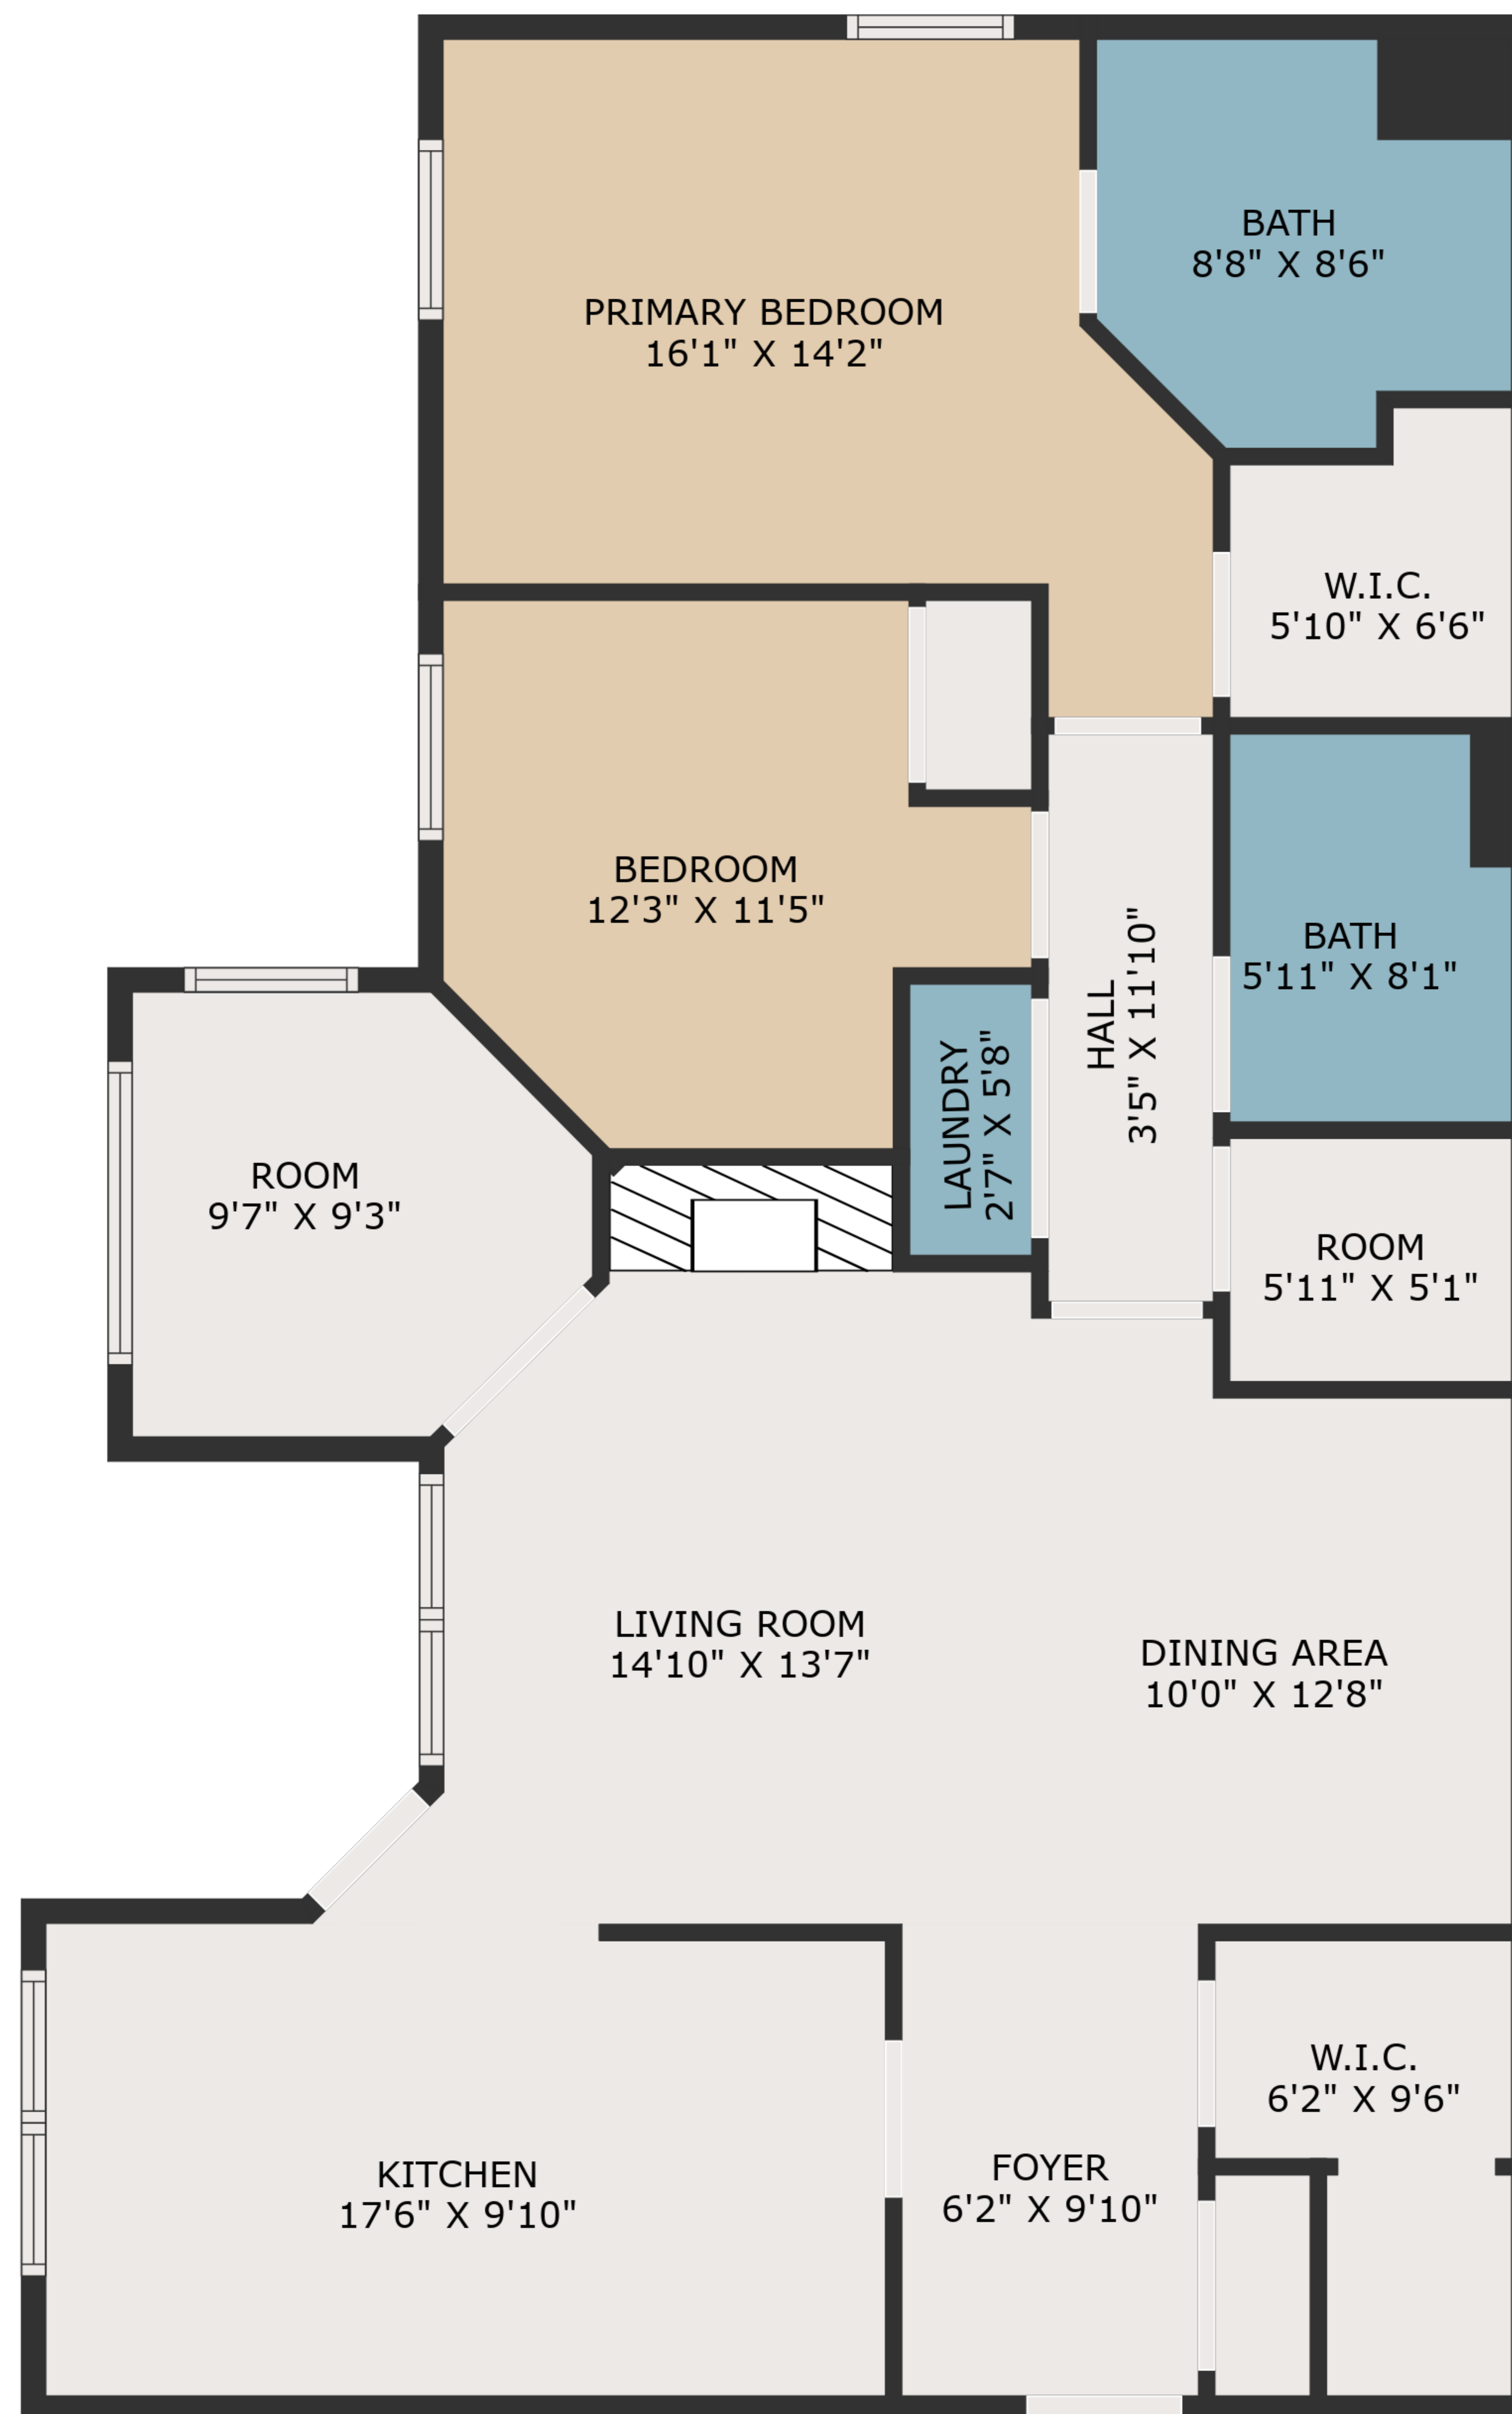 BATH
8'8" X 8'6"
PRIMARY BEDROOM
16'1" X 14'2"
W.I.C.
5'10" X 6'6"
BEDROOM
12'3" X 11'5"
BATH
5'11" X 8'1"
HALL
3'5" X 11'10"
LAUNDRY
2'7" X 5'8"
ROOM
9'7" X 9'3"
ROOM
5'11" X 5'1"
LIVING ROOM
14'10" X 13'7"
DINING AREA
10'0" X 12'8"
W.I.C.
6'2" X 9'6"
KITCHEN
17'6" X 9'10"
FOYER
6'2" X 9'10"